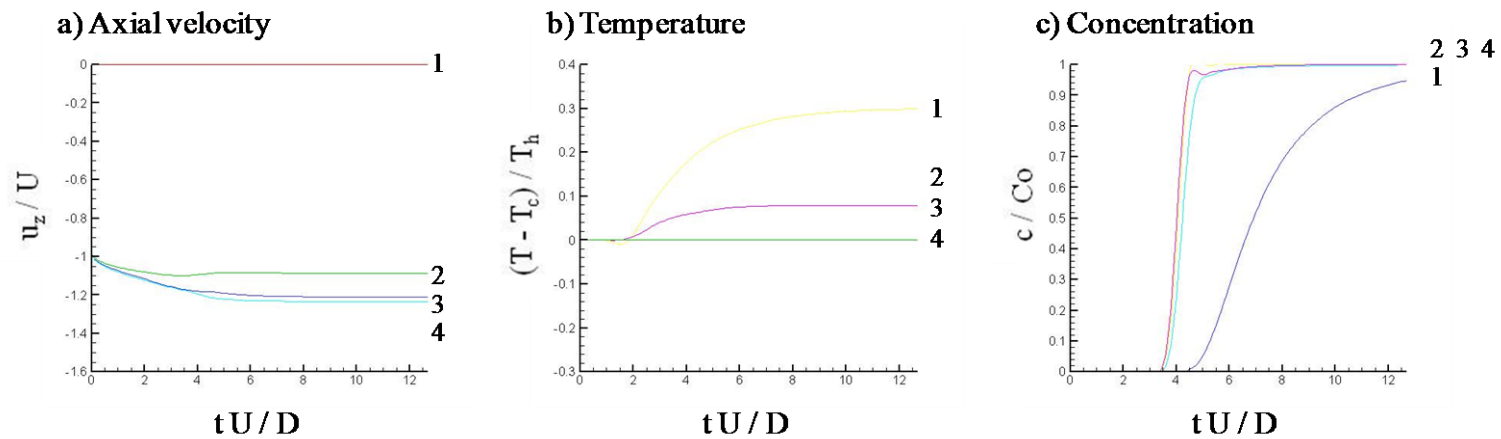 a) Axial velocity
0
-0.2
-0.4
-0.6
-0.8
-1
-1.2
-1.4
-1.6
u_z / U
0 2 4 6 8 10 12
t U / D
1
2
3
4
b) Temperature
0.4
0.3
0.2
0.1
0
-0.1
-0.2
-0.3
(T - T_c) / T_h
0 2 4 6 8 10 12
t U / D
1
2
3
4
c) Concentration
1
0.9
0.8
0.7
0.6
0.5
0.4
0.3
0.2
0.1
0
c / Co
0 2 4 6 8 10 12
t U / D
2 3 4
1